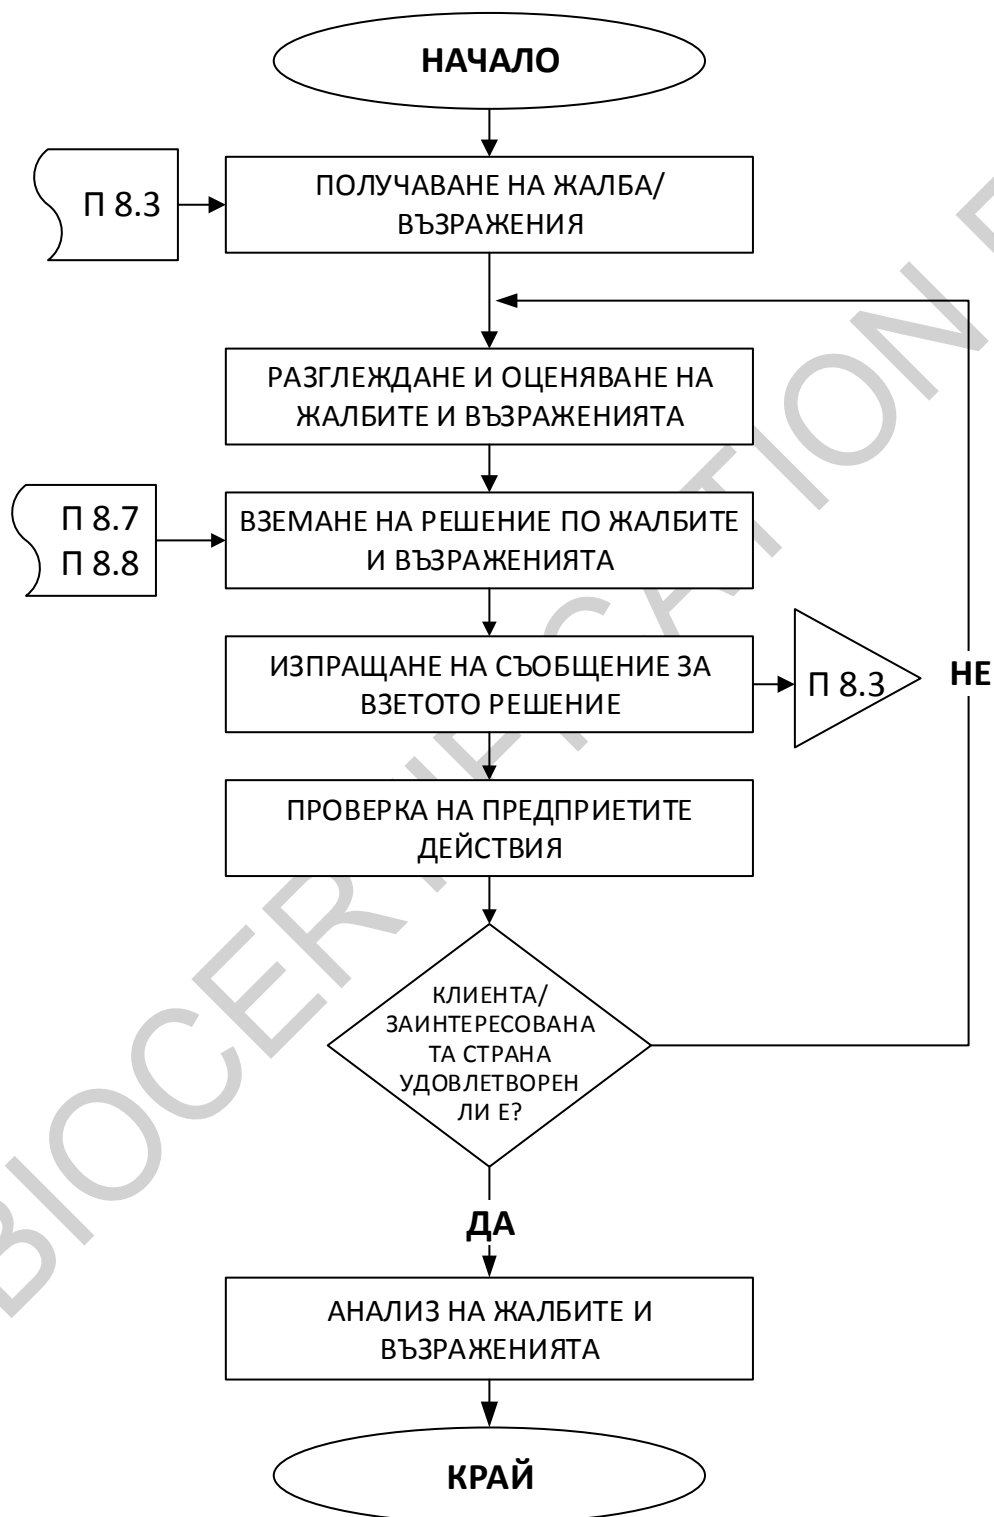 НАЧАЛО
П 8.3
ПОЛУЧАВАНЕ НА ЖАЛБА/
ВЪЗРАЖЕНИЯ
РАЗГЛЕЖДАНЕ И ОЦЕНЯВАНЕ НА
ЖАЛБИТЕ И ВЪЗРАЖЕНИЯТА
П 8.7
П 8.8
ВЗЕМАНЕ НА РЕШЕНИЕ ПО ЖАЛБИТЕ
И ВЪЗРАЖЕНИЯТА
ИЗПРАЩАНЕ НА СЪОБЩЕНИЕ ЗА
ВЗЕТОТО РЕШЕНИЕ
П 8.3
НЕ
ПРОВЕРКА НА ПРЕДПРИЕТИТЕ
ДЕЙСТВИЯ
КЛИЕНТА/
ЗАИНТЕРЕСОВАНА
ТА СТРАНА
УДОВЛЕТВОРЕН
ЛИ Е?
ДА
АНАЛИЗ НА ЖАЛБИТЕ И
ВЪЗРАЖЕНИЯТА
КРАЙ